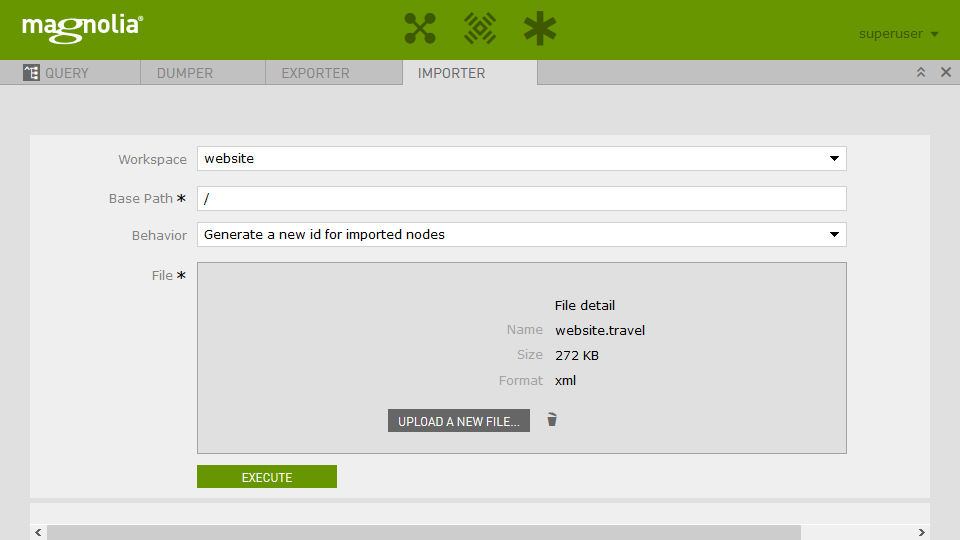 magnolia®
superuser
QUERY DUMPER EXPORTER IMPORTER
Workspace website
Base Path * /
Behavior Generate a new id for imported nodes
File *
File detail
Name website.travel
Size 272 KB
Format xml
UPLOAD A NEW FILE...
EXECUTE